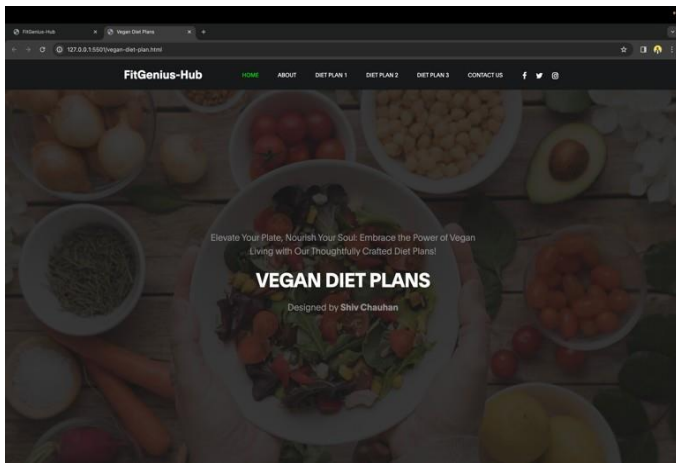 FitGenius-Hub
Vegan Diet Plans
127.0.0.1:5501/vegan-diet-plan.html
FitGenius-Hub
HOME
ABOUT
DIET PLAN 1
DIET PLAN 2
DIET PLAN 3
CONTACT US
Elevate Your Plate, Nourish Your Soul: Embrace the Power of Vegan
Living with Our Thoughtfully Crafted Diet Plans!
VEGAN DIET PLANS
Designed by Shiv Chauhan